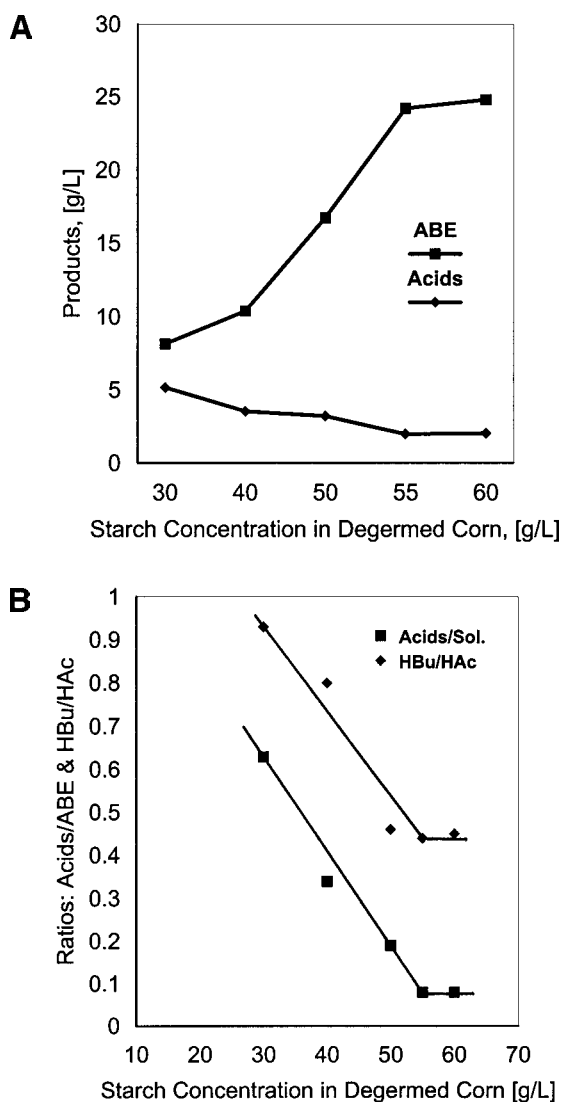 A
30
25
20
15
10
5
0
Products, [g/L]
ABE
Acids
30 40 50 55 60
Starch Concentration in Degermed Corn, [g/L]
B
1
0.9
0.8
0.7
0.6
0.5
0.4
0.3
0.2
0.1
0
Ratios: Acids/ABE & HBu/HAc
Acids/Sol.
HBu/HAc
10 20 30 40 50 60 70
Starch Concentration in Degermed Corn [g/L]